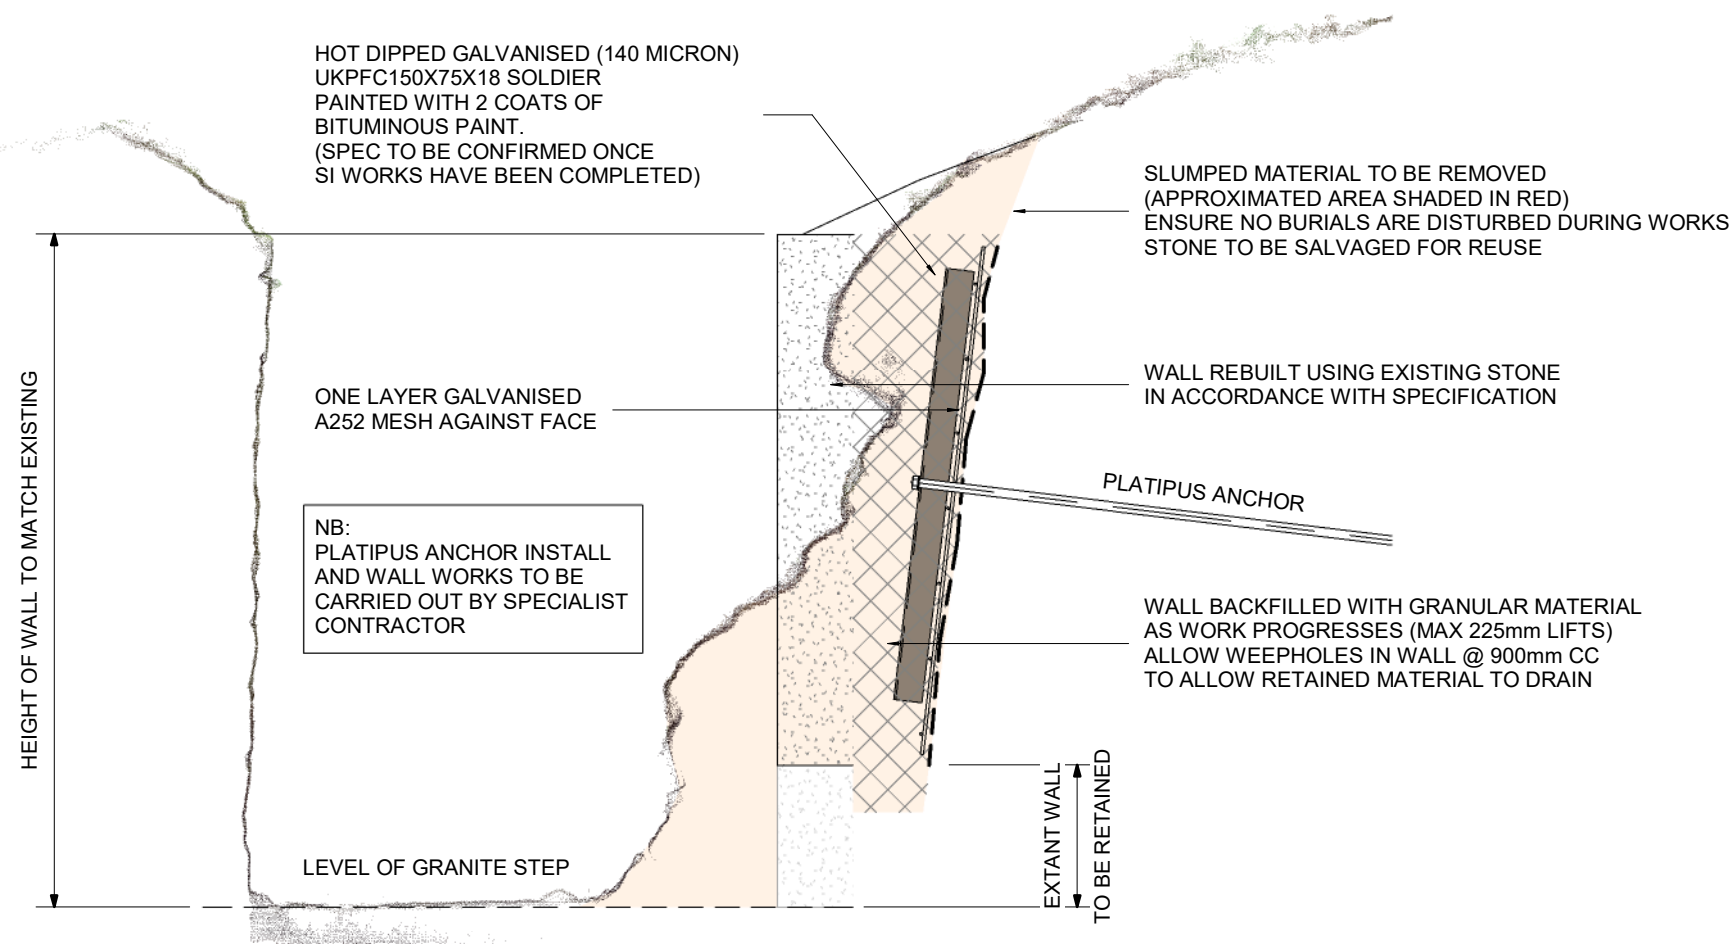 HOT DIPPED GALVANISED (140 MICRON)
UKPFC150X75X18 SOLDIER
PAINTED WITH 2 COATS OF
BITUMINOUS PAINT.
(SPEC TO BE CONFIRMED ONCE
SI WORKS HAVE BEEN COMPLETED)
SLUMPED MATERIAL TO BE REMOVED
(APPROXIMATED AREA SHADED IN RED)
ENSURE NO BURIALS ARE DISTURBED DURING WORKS
STONE TO BE SALVAGED FOR REUSE
HEIGHT OF WALL TO MATCH EXISTING
ONE LAYER GALVANISED
A252 MESH AGAINST FACE
WALL REBUILT USING EXISTING STONE
IN ACCORDANCE WITH SPECIFICATION
PLATIPUS ANCHOR
NB:
PLATIPUS ANCHOR INSTALL
AND WALL WORKS TO BE
CARRIED OUT BY SPECIALIST
CONTRACTOR
WALL BACKFILLED WITH GRANULAR MATERIAL
AS WORK PROGRESSES (MAX 225mm LIFTS)
ALLOW WEEPHOLES IN WALL @ 900mm CC
TO ALLOW RETAINED MATERIAL TO DRAIN
EXTANT WALL
TO BE RETAINED
LEVEL OF GRANITE STEP